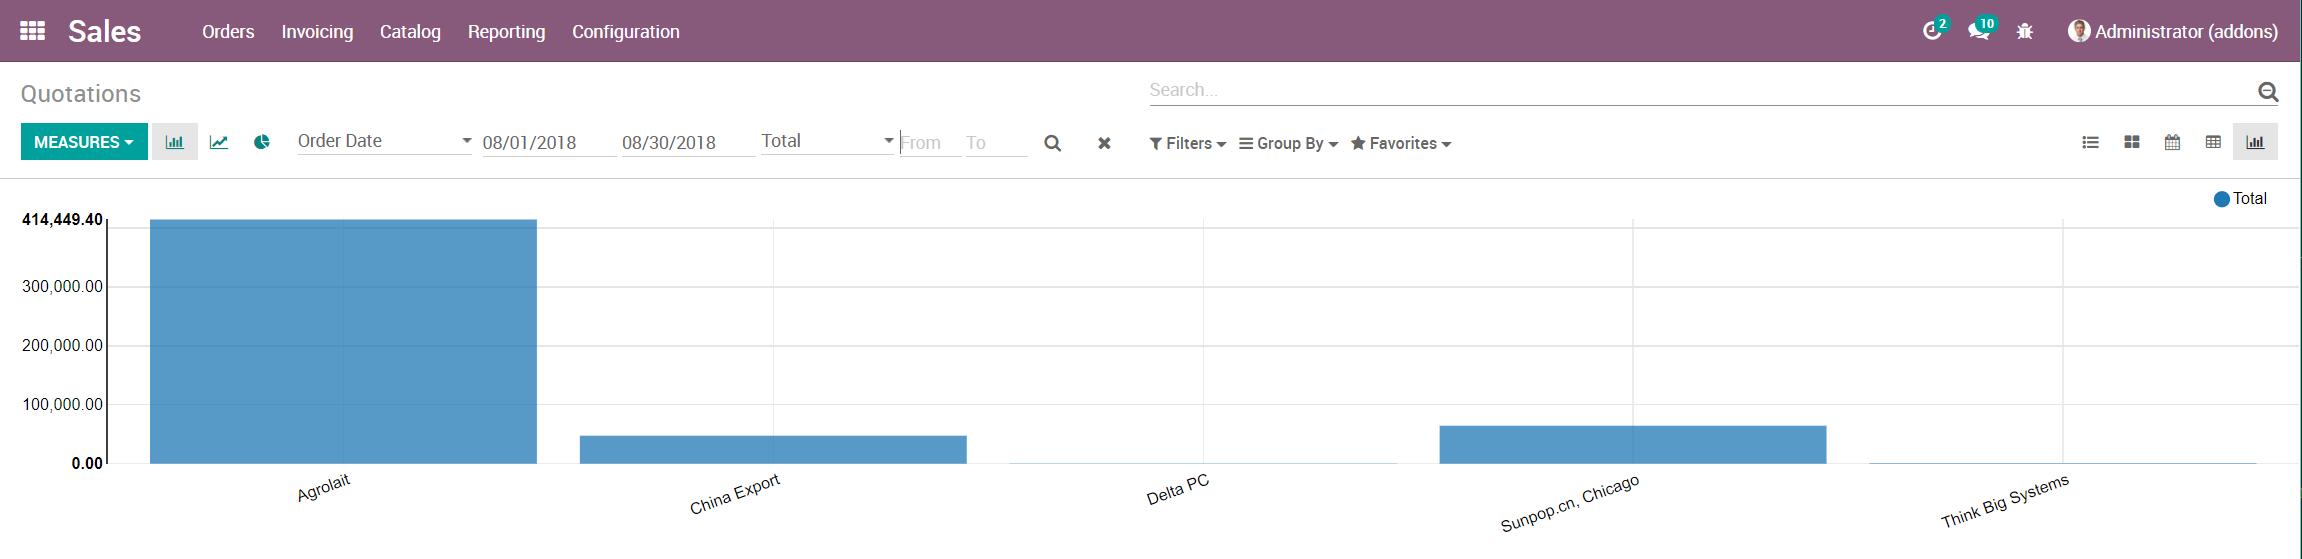 Sales Orders Invoicing Catalog Reporting Configuration 2 10 Administrator (addons)
Quotations Search...
MEASURES Order Date 08/01/2018 08/30/2018 Total From To Filters Group By Favorites
Total
414,449.40
300,000.00
200,000.00
100,000.00
0.00
Agrolait China Export Delta PC Sunpop.cn, Chicago Think Big Systems